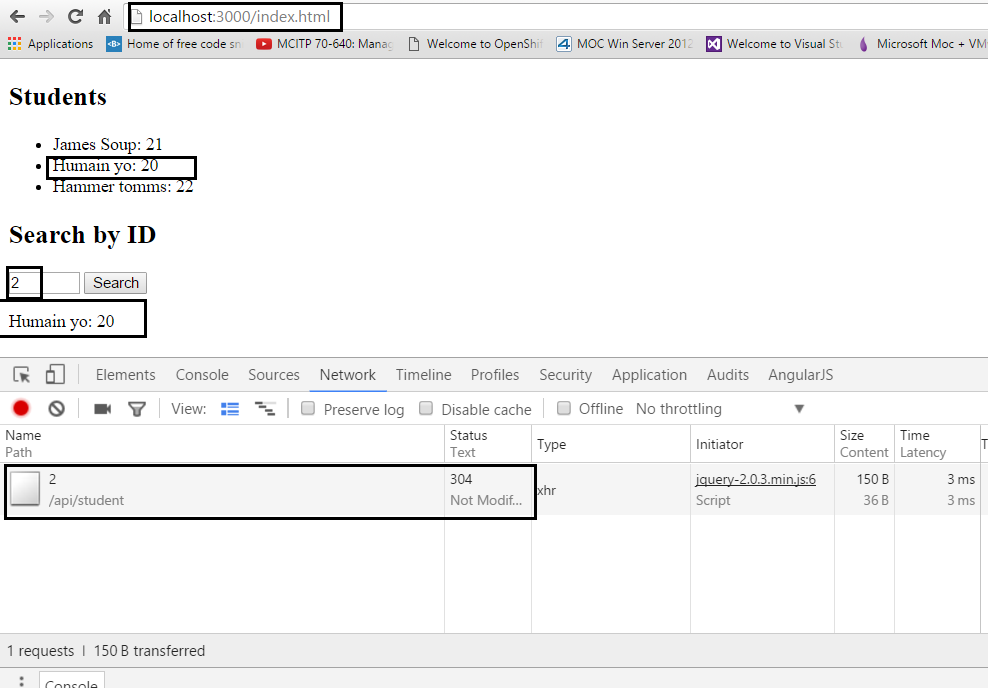 localhost:3000/index.html
Applications Home of free code sn MCITP 70-640: Manag Welcome to OpenShif MOC Win Server 2012 Welcome to Visual Stu Microsoft Moc + VM
Students
James Soup: 21
Humain yo: 20
Hammer tomms: 22
Search by ID
2 Search
Humain yo: 20
Elements Console Sources Network Timeline Profiles Security Application Audits AngularJS
View: Preserve log Disable cache Offline No throttling
Name Status Type Initiator Size Time T
Path Text Content Latency
2 304 xhr jquery-2.0.3.min.js:6 150 B 3 ms
/api/student Not Modif... Script 36 B 3 ms
1 requests | 150 B transferred
Console